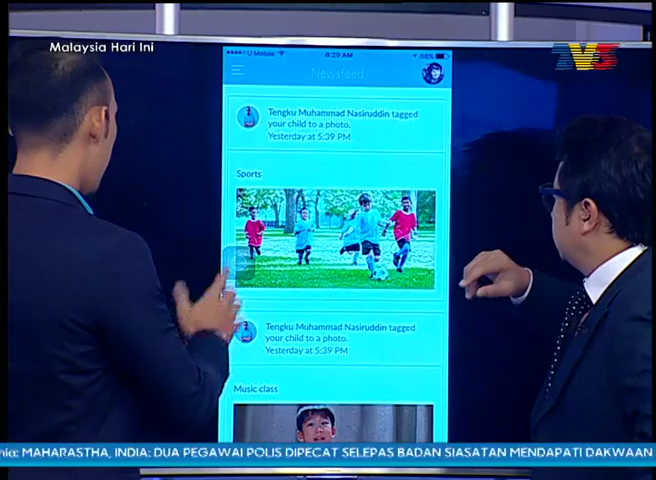 Malaysia Hari Ini
TV3
U Mobile 8:29 AM 66%
Newsfeed
Tengku Muhammad Nasiruddin tagged
your child to a photo.
Yesterday at 5:39 PM
Sports
Tengku Muhammad Nasiruddin tagged
your child to a photo.
Yesterday at 5:39 PM
Music class
MAHARASTHA, INDIA: DUA PEGAWAI POLIS DIPECAT SELEPAS BADAN SIASATAN MENDAPATI DAKWAAN